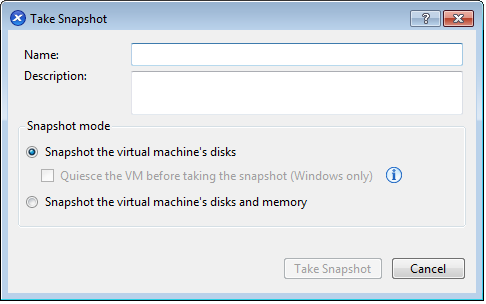 Take Snapshot
Name:
Description:
Snapshot mode
Snapshot the virtual machine's disks
Quiesce the VM before taking the snapshot (Windows only)
Snapshot the virtual machine's disks and memory
Take Snapshot Cancel